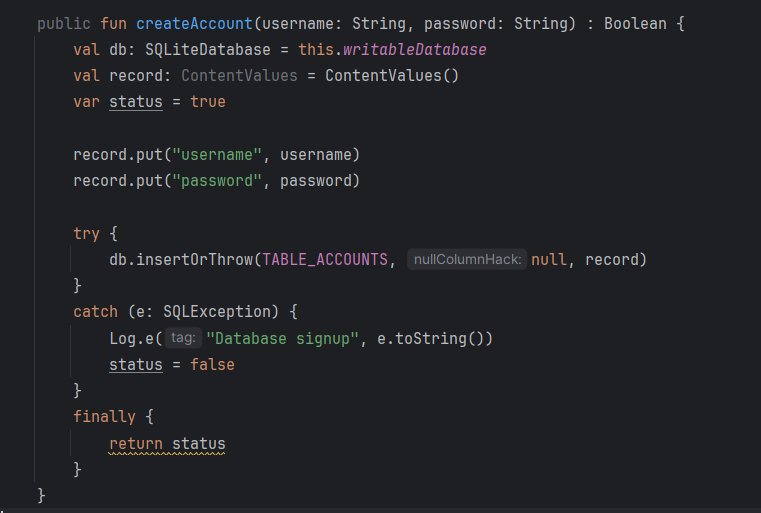 public fun createAccount(username: String, password: String) : Boolean {
    val db: SQLiteDatabase = this.writableDatabase
    val record: ContentValues = ContentValues()
    var status = true

    record.put("username", username)
    record.put("password", password)

    try {
        db.insertOrThrow(TABLE_ACCOUNTS, nullColumnHack: null, record)
    }
    catch (e: SQLException) {
        Log.e( tag: "Database signup", e.toString())
        status = false
    }
    finally {
        return status
    }
}